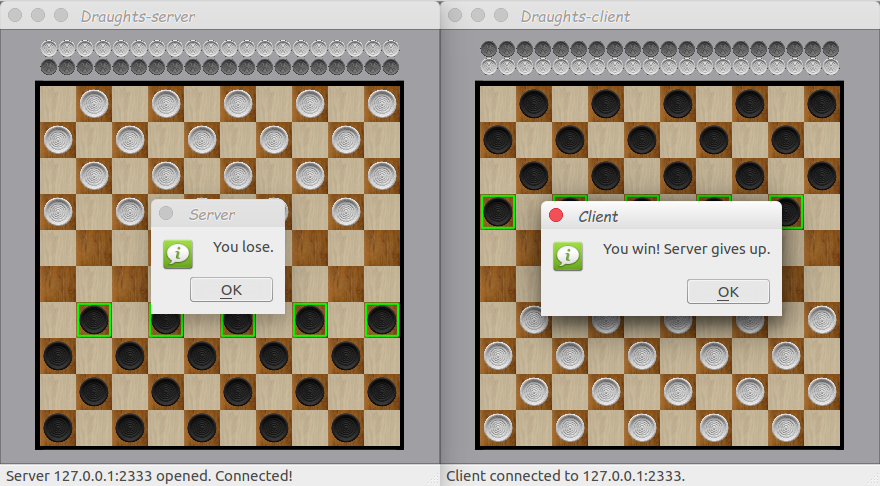 Draughts-server
Draughts-client
Server
You lose.
OK
Client
You win! Server gives up.
OK
Server 127.0.0.1:2333 opened. Connected!
Client connected to 127.0.0.1:2333.